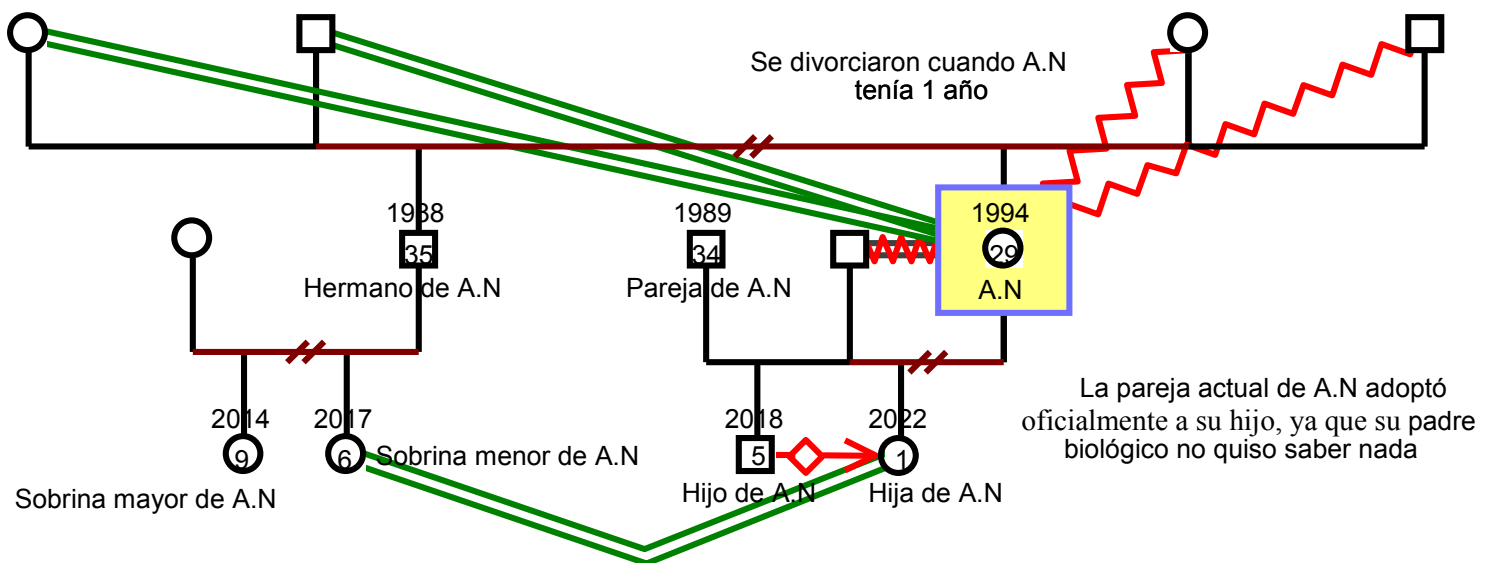 Se divorciaron cuando A.N
tenía 1 año
1988
1989
1994
35
34
29
Hermano de A.N
Pareja de A.N
A.N
La pareja actual de A.N adoptó
oficialmente a su hijo, ya que su padre
biológico no quiso saber nada
2014
2017
2018
2022
9
6
Sobrina menor de A.N
5
1
Sobrina mayor de A.N
Hijo de A.N
Hija de A.N